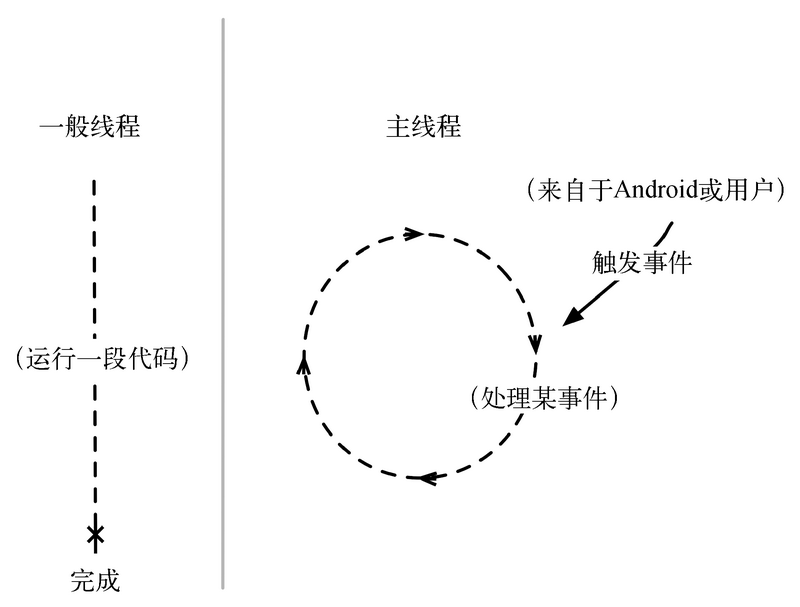 一般线程
（运行一段代码）
完成
主线程
（来自于Android或用户）
触发事件
（处理某事件）